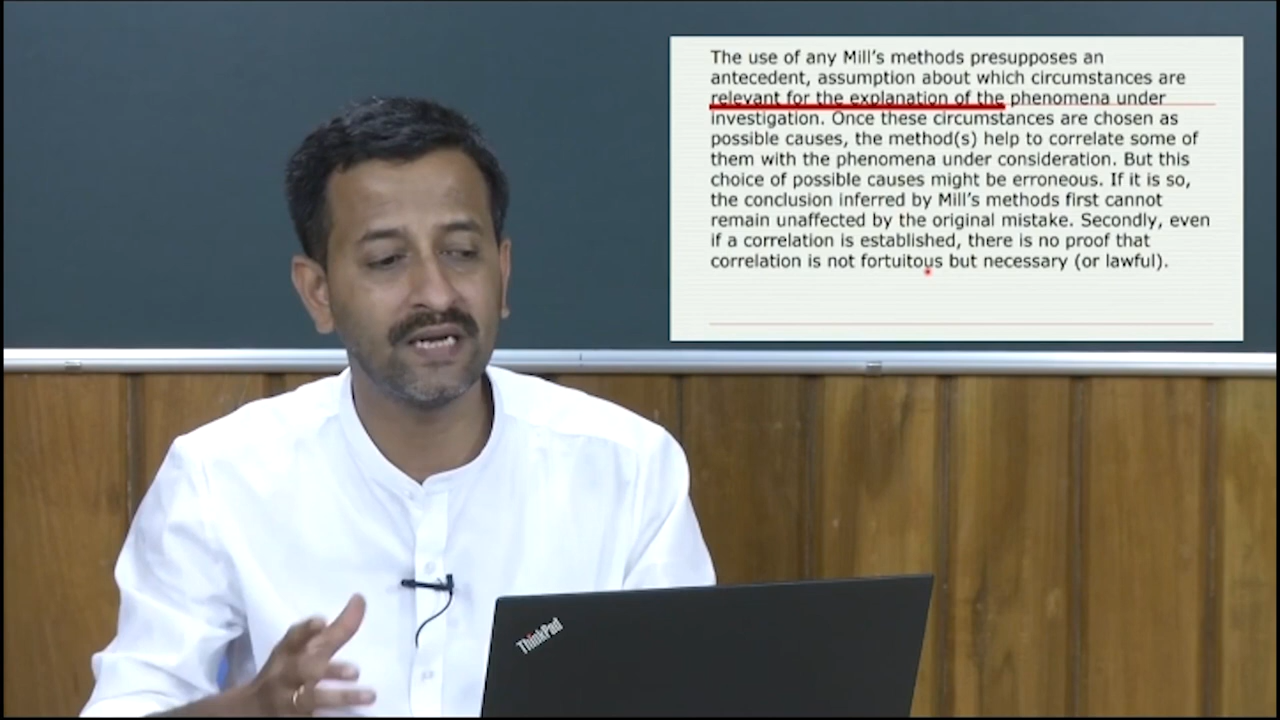 The use of any Mill's methods presupposes an
antecedent, assumption about which circumstances are
relevant for the explanation of the phenomena under
investigation. Once these circumstances are chosen as
possible causes, the method(s) help to correlate some of
them with the phenomena under consideration. But this
choice of possible causes might be erroneous. If it is so,
the conclusion inferred by Mill's methods first cannot
remain unaffected by the original mistake. Secondly, even
if a correlation is established, there is no proof that
correlation is not fortuitous but necessary (or lawful).
ThinkPad